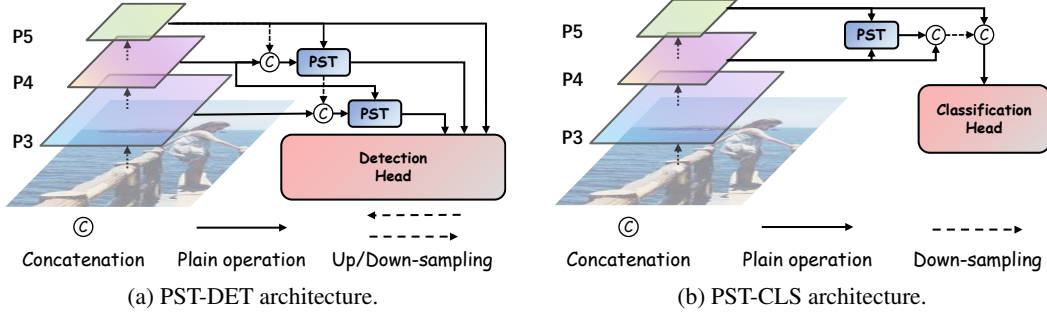 P5
P4
P3
C
PST
C
PST
Detection
Head
C
Concatenation
Plain operation
Up/Down-sampling
(a) PST-DET architecture.
P5
P4
P3
PST
C
C
Classification
Head
C
Concatenation
Plain operation
Down-sampling
(b) PST-CLS architecture.